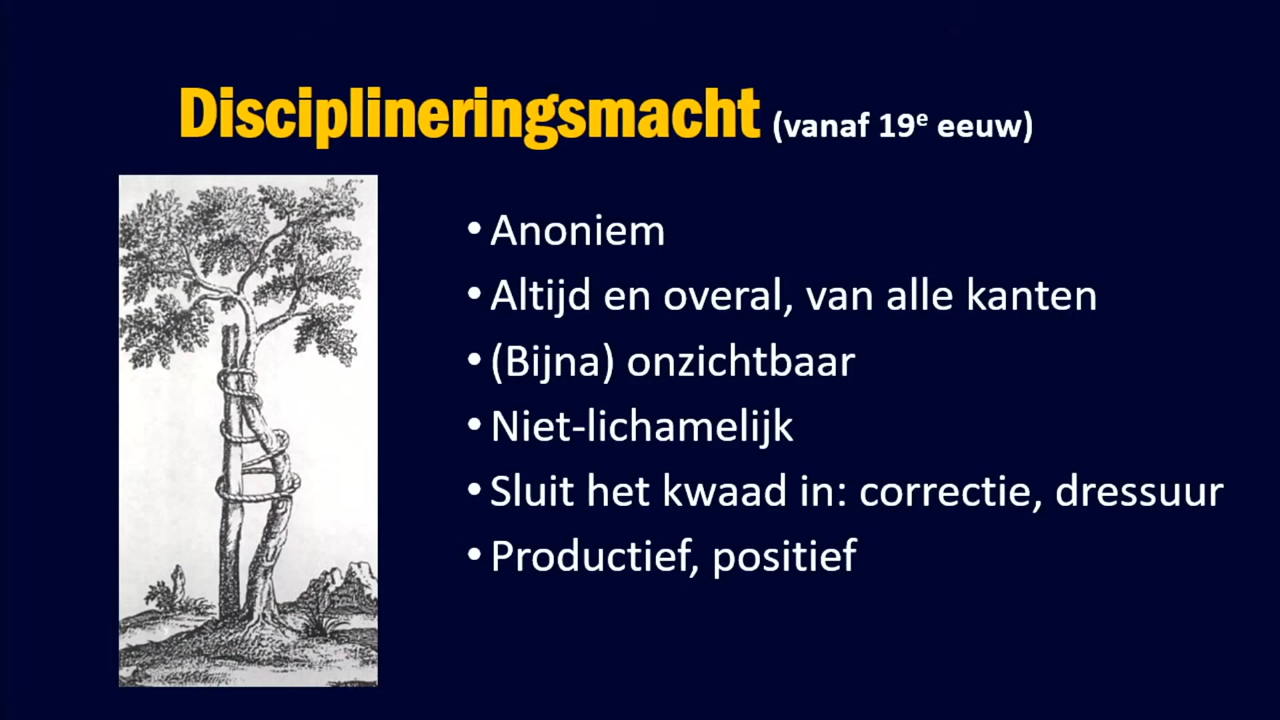 Disciplineringsmacht (vanaf 19e eeuw)
• Anoniem
• Altijd en overal, van alle kanten
• (Bijna) onzichtbaar
• Niet-lichamelijk
• Sluit het kwaad in: correctie, dressuur
• Productief, positief